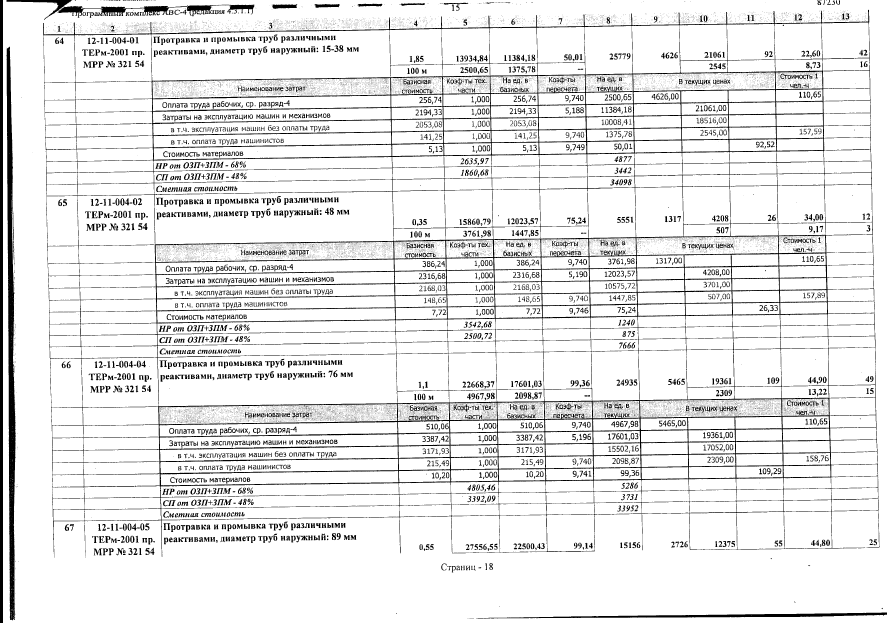 Программный комплекс АВС-4 (редакция 4.3.1.1) 15 87230
1 2 3 4 5 6 7 8 9 10 11 12 13
64 12-11-004-01 Протравка и промывка труб различными
ТЕРм-2001 пр. реактивами, диаметр труб наружный: 15-38 мм 1,85 13934,84 11384,18 50,01 25779 4626 21061 92 22,60 42
МРР № 321 54 100 м 2500,65 1375,78 2545 8,73 16
Наименование затрат Базисная стоимость Коэф-ты тех. части На ед. в базисных Коэф-ты пересчета На ед. в текущих В текущих ценах Стоимость 1 чел.-ч
Оплата труда рабочих, ср. разряд-4 256,74 1,000 256,74 9,740 2500,65 4626,00 110,65
Затраты на эксплуатацию машин и механизмов 2194,33 1,000 2194,33 5,188 11384,18 21061,00
в т.ч. эксплуатация машин без оплаты труда 2053,08 1,000 2053,08 10008,41 18516,00
в т.ч. оплата труда машинистов 141,25 1,000 141,25 9,740 1375,78 2545,00 157,59
Стоимость материалов 5,13 1,000 5,13 9,749 50,01 92,52
НР от ОЗП+ЗПМ - 68% 2635,97 4877
СП от ОЗП+ЗПМ - 48% 1860,68 3442
Сметная стоимость 34098
65 12-11-004-02 Протравка и промывка труб различными
ТЕРм-2001 пр. реактивами, диаметр труб наружный: 48 мм 0,35 15860,79 12023,57 75,24 5551 1317 4208 26 34,00 12
МРР № 321 54 100 м 3761,98 1447,85 -- 507 9,17 3
Наименование затрат Базисная стоимость Коэф-ты тех. части На ед. в базисных Коэф-ты пересчета На ед. в текущих В текущих ценах Стоимость 1 чел.-ч
Оплата труда рабочих, ср. разряд-4 386,24 1,000 386,24 9,740 3761,98 1317,00 110,65
Затраты на эксплуатацию машин и механизмов 2316,68 1,000 2316,68 5,190 12023,57 4208,00
в т.ч. эксплуатация машин без оплаты труда 2168,03 1,000 2168,03 10575,72 3701,00
в т.ч. оплата труда машинистов 148,65 1,000 148,65 9,740 1447,85 507,00 157,89
Стоимость материалов 7,72 1,000 7,72 9,746 75,24 26,33
НР от ОЗП+ЗПМ - 68% 3542,68 1240
СП от ОЗП+ЗПМ - 48% 2500,72 875
Сметная стоимость 7666
66 12-11-004-04 Протравка и промывка труб различными
ТЕРм-2001 пр. реактивами, диаметр труб наружный: 76 мм 1,1 22668,37 17601,03 99,36 24935 5465 19361 109 44,90 49
МРР № 321 54 100 м 4967,98 2098,87 -- 2309 13,22 15
Наименование затрат Базисная стоимость Коэф-ты тех. части На ед. в базисных Коэф-ты пересчета На ед. в текущих В текущих ценах Стоимость 1 чел.-ч
Оплата труда рабочих, ср. разряд-4 510,06 1,000 510,06 9,740 4967,98 5465,00 110,65
Затраты на эксплуатацию машин и механизмов 3387,42 1,000 3387,42 5,196 17601,03 19361,00
в т.ч. эксплуатация машин без оплаты труда 3171,93 1,000 3171,93 15502,16 17052,00
в т.ч. оплата труда машинистов 215,49 1,000 215,49 9,740 2098,87 2309,00 158,76
Стоимость материалов 10,20 1,000 10,20 9,741 99,36 109,29
НР от ОЗП+ЗПМ - 68% 4805,46 5286
СП от ОЗП+ЗПМ - 48% 3392,09 3731
Сметная стоимость 33952
67 12-11-004-05 Протравка и промывка труб различными
ТЕРм-2001 пр. реактивами, диаметр труб наружный: 89 мм
МРР № 321 54 0,55 27556,55 22500,43 99,14 15156 2726 12375 55 44,80 25
Страниц - 18